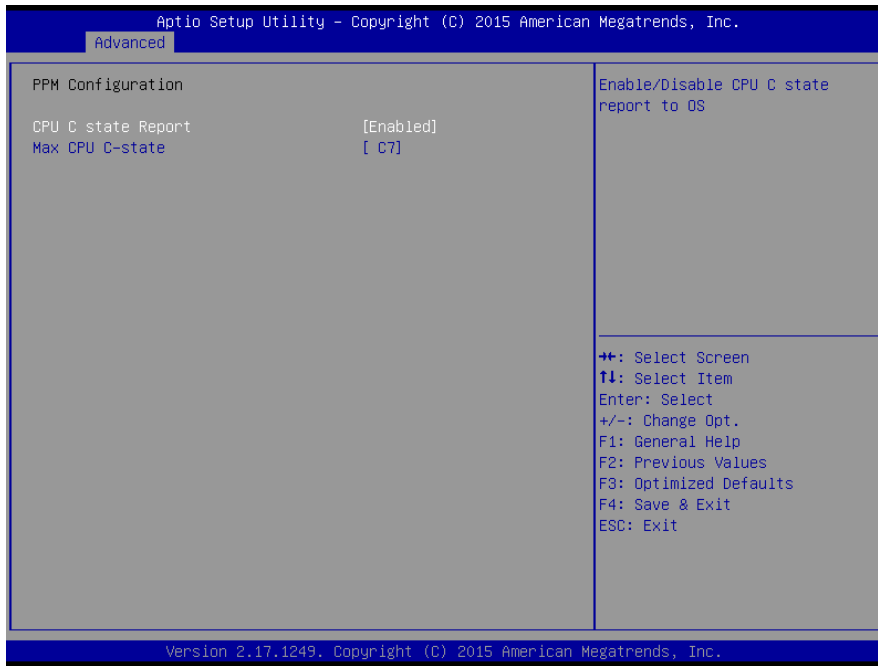 Aptio Setup Utility – Copyright (C) 2015 American Megatrends, Inc.
Advanced
PPM Configuration
CPU C state Report [Enabled]
Max CPU C-state [ C7]
Enable/Disable CPU C state
report to OS
→←: Select Screen
↑↓: Select Item
Enter: Select
+/-: Change Opt.
F1: General Help
F2: Previous Values
F3: Optimized Defaults
F4: Save & Exit
ESC: Exit
Version 2.17.1249. Copyright (C) 2015 American Megatrends, Inc.